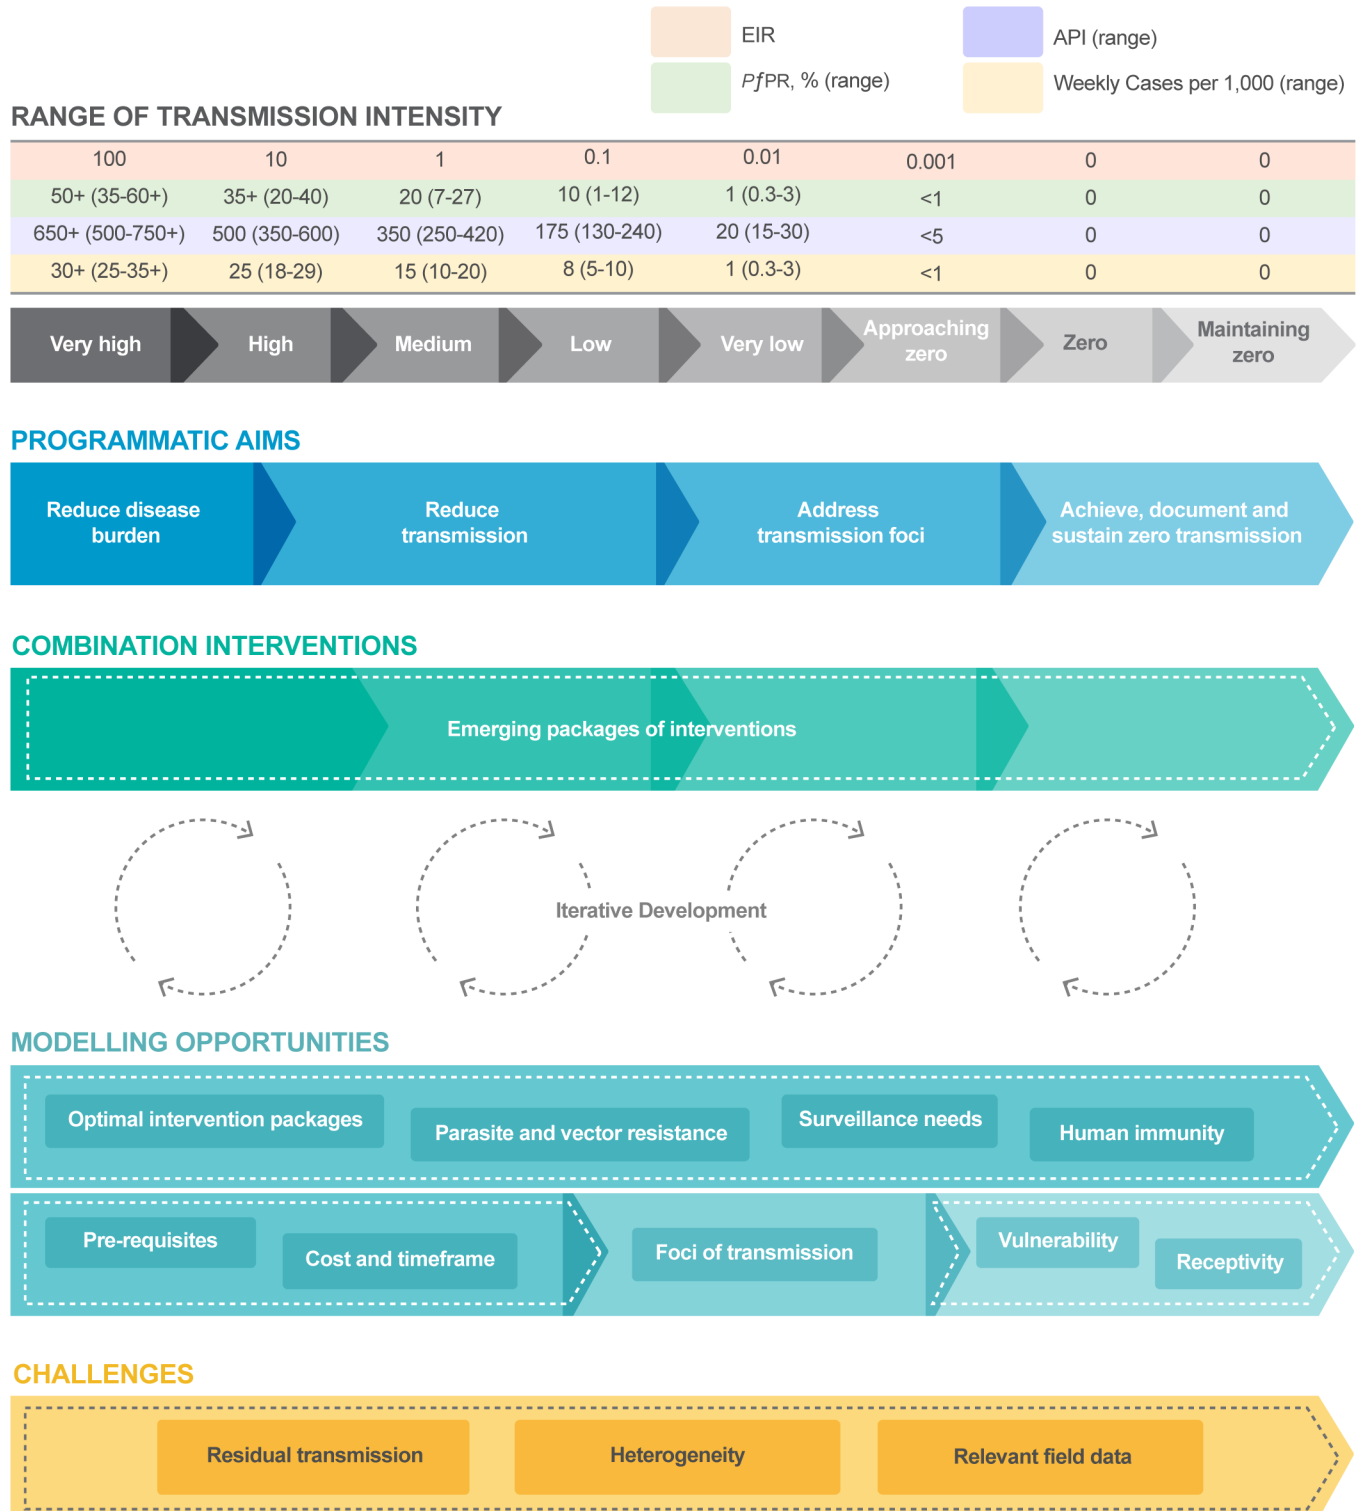 EIR
API (range)
PfPR, % (range)
Weekly Cases per 1,000 (range)
RANGE OF TRANSMISSION INTENSITY
100 10 1 0.1 0.01 0.001 0 0
50+ (35-60+) 35+ (20-40) 20 (7-27) 10 (1-12) 1 (0.3-3) <1 0 0
650+ (500-750+) 500 (350-600) 350 (250-420) 175 (130-240) 20 (15-30) <5 0 0
30+ (25-35+) 25 (18-29) 15 (10-20) 8 (5-10) 1 (0.3-3) <1 0 0
Very high
High
Medium
Low
Very low
Approaching
zero
Zero
Maintaining
zero
PROGRAMMATIC AIMS
Reduce disease
burden
Reduce
transmission
Address
transmission foci
Achieve, document and
sustain zero transmission
COMBINATION INTERVENTIONS
Emerging packages of interventions
Iterative Development
MODELLING OPPORTUNITIES
Optimal intervention packages
Parasite and vector resistance
Surveillance needs
Human immunity
Pre-requisites
Cost and timeframe
Foci of transmission
Vulnerability
Receptivity
CHALLENGES
Residual transmission
Heterogeneity
Relevant field data